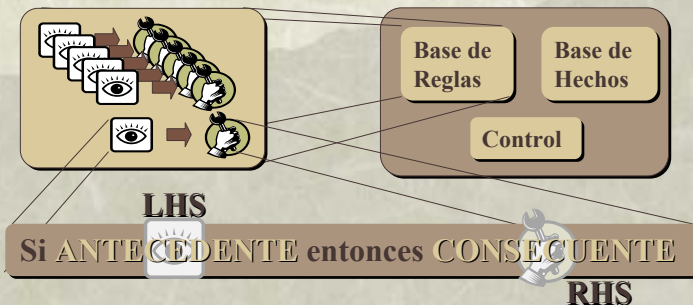 Base de
Reglas
Base de
Hechos
Control
LHS
Si ANTECEDENTE entonces CONSECUENTE
RHS